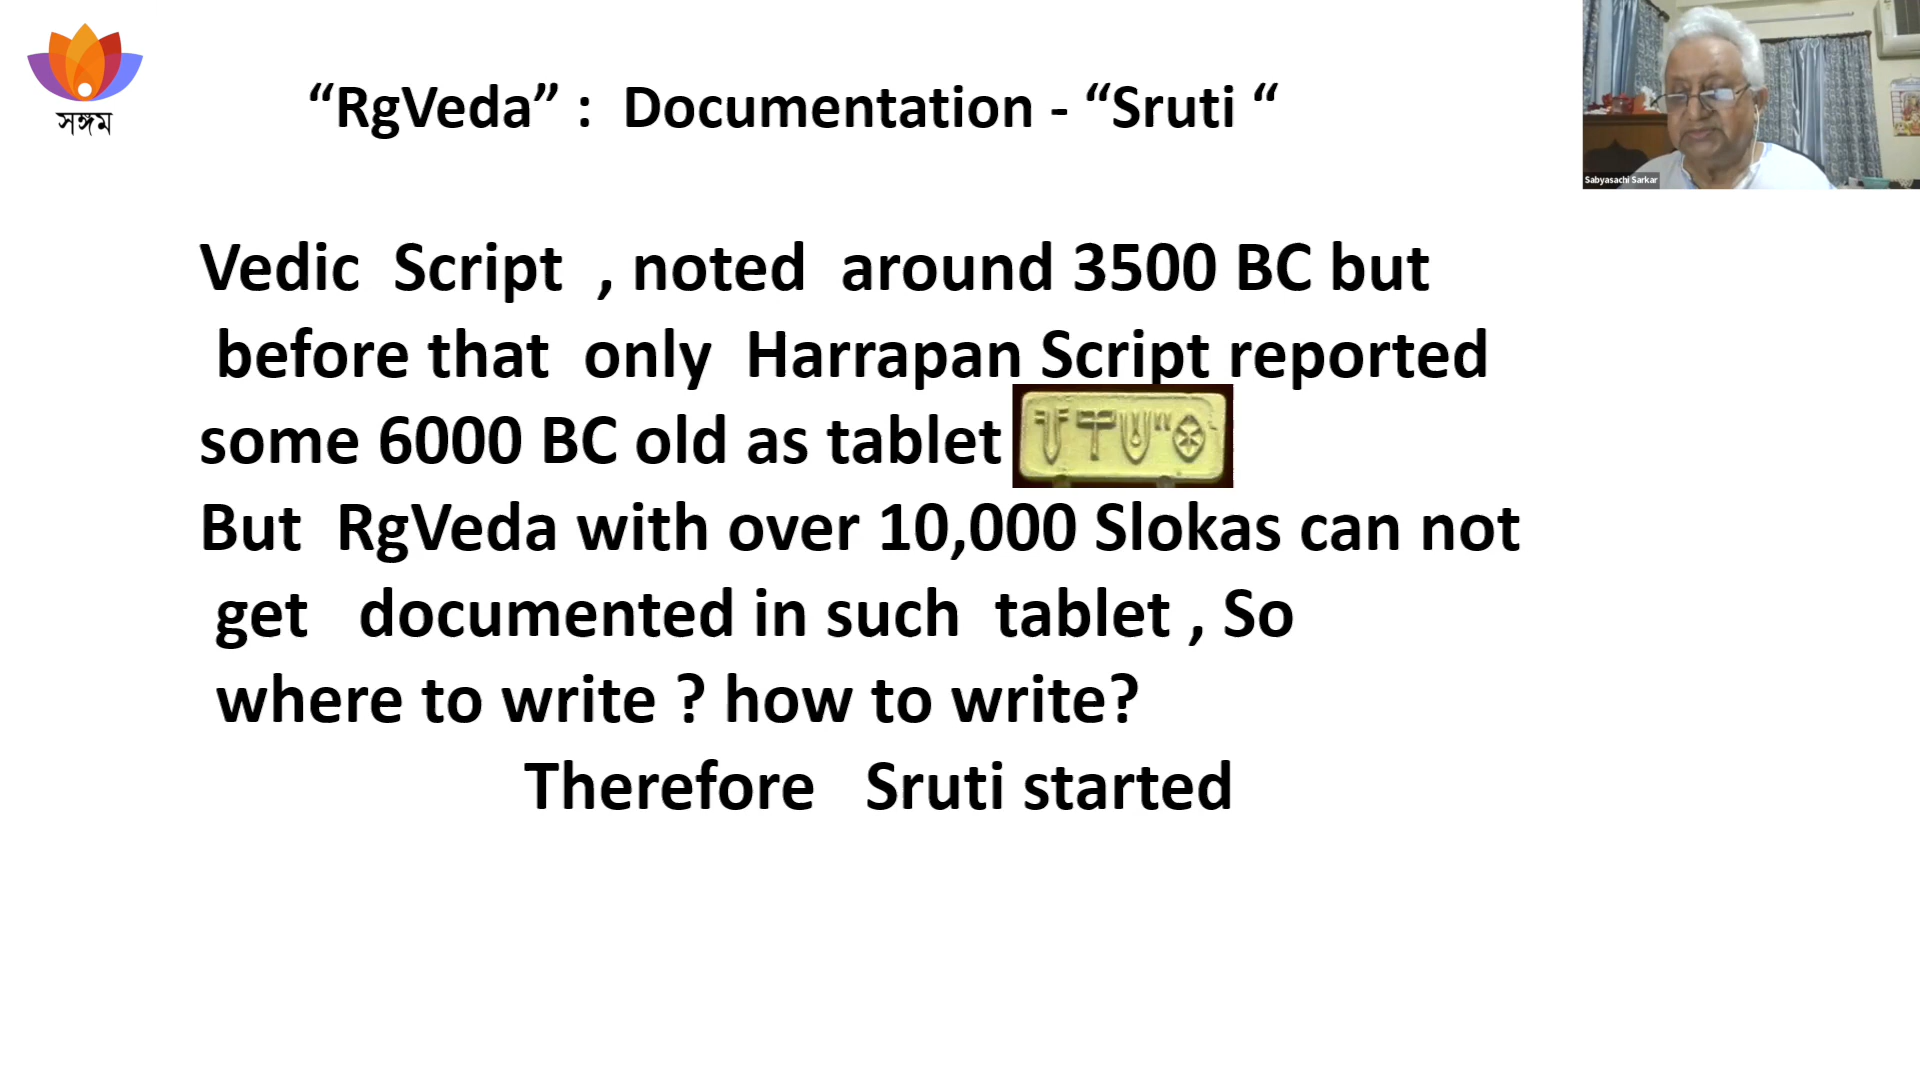 সঙ্গম
“RgVeda” : Documentation - “Sruti “
Sabyasachi Sarkar
Vedic Script , noted around 3500 BC but
before that only Harrapan Script reported
some 6000 BC old as tablet
But RgVeda with over 10,000 Slokas can not
get documented in such tablet , So
where to write ? how to write?
Therefore Sruti started